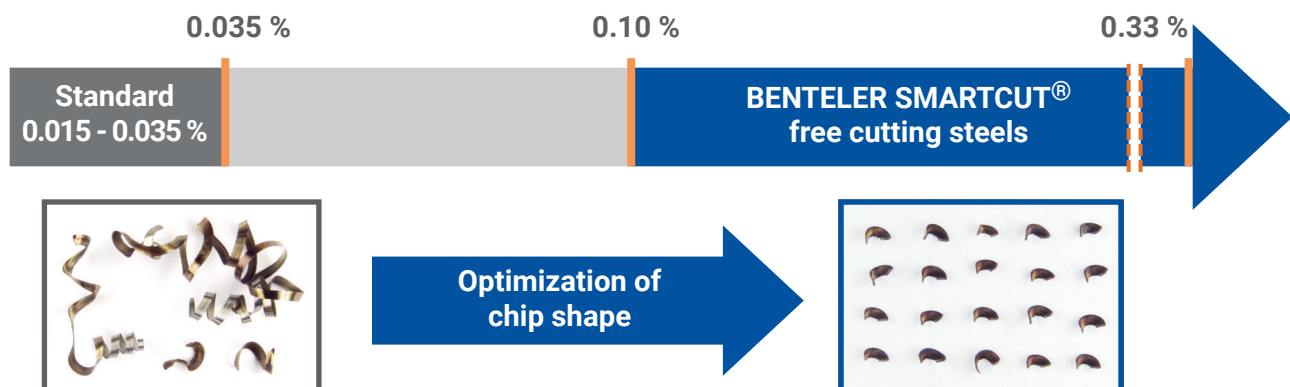 0.035 %
0.10 %
0.33 %
Standard
0.015 - 0.035 %
BENTELER SMARTCUT®
free cutting steels
Optimization of
chip shape